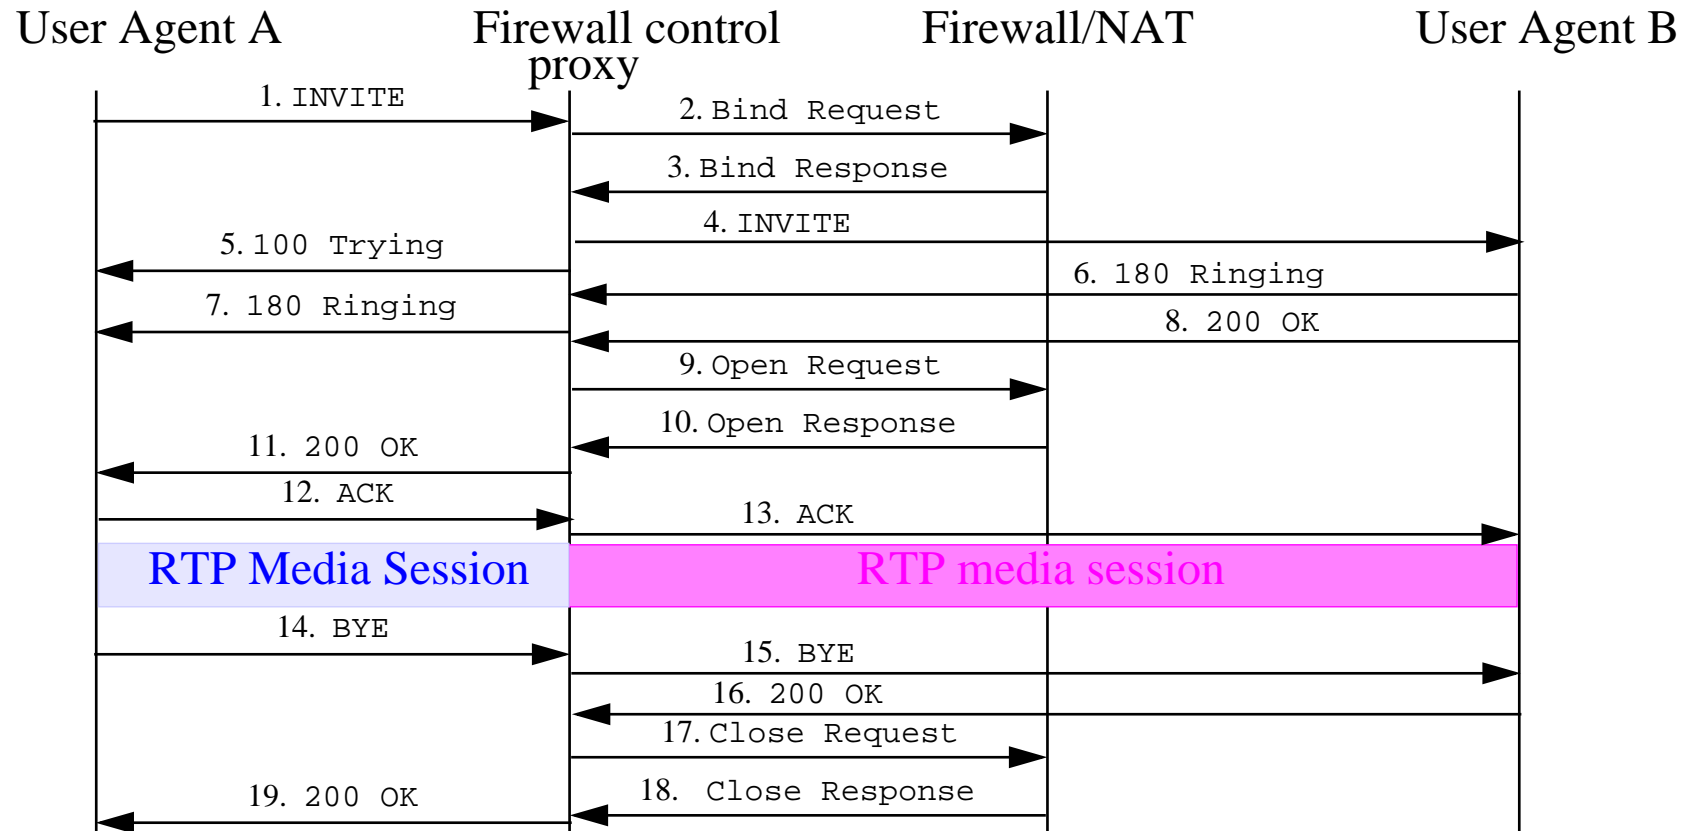 User Agent A
Firewall control
proxy
Firewall/NAT
User Agent B
1. INVITE
2. Bind Request
3. Bind Response
4. INVITE
5. 100 Trying
6. 180 Ringing
7. 180 Ringing
8. 200 OK
9. Open Request
10. Open Response
11. 200 OK
12. ACK
13. ACK
RTP Media Session
RTP media session
14. BYE
15. BYE
16. 200 OK
17. Close Request
18. Close Response
19. 200 OK